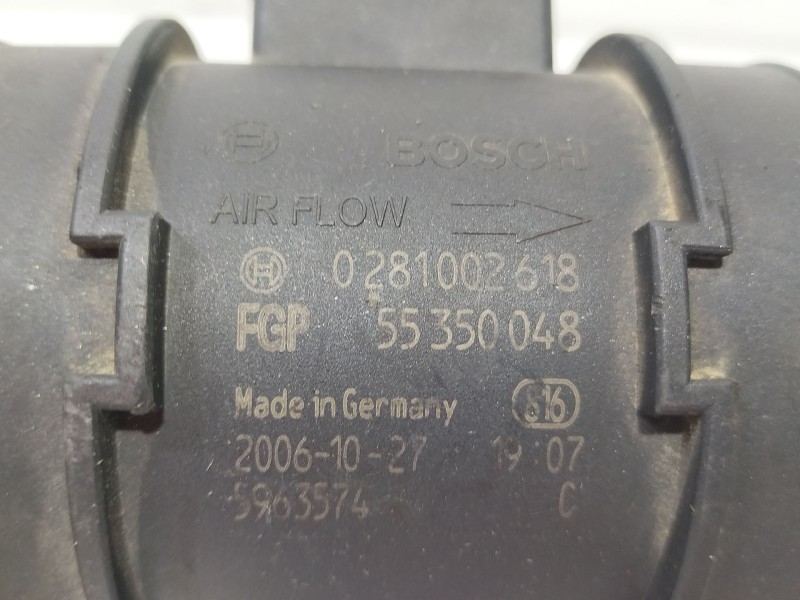 BOSCH
AIR FLOW
0 281 002 618
FGP 55 350 048
Made in Germany 816
2006-10-27 19:07
5963574 C